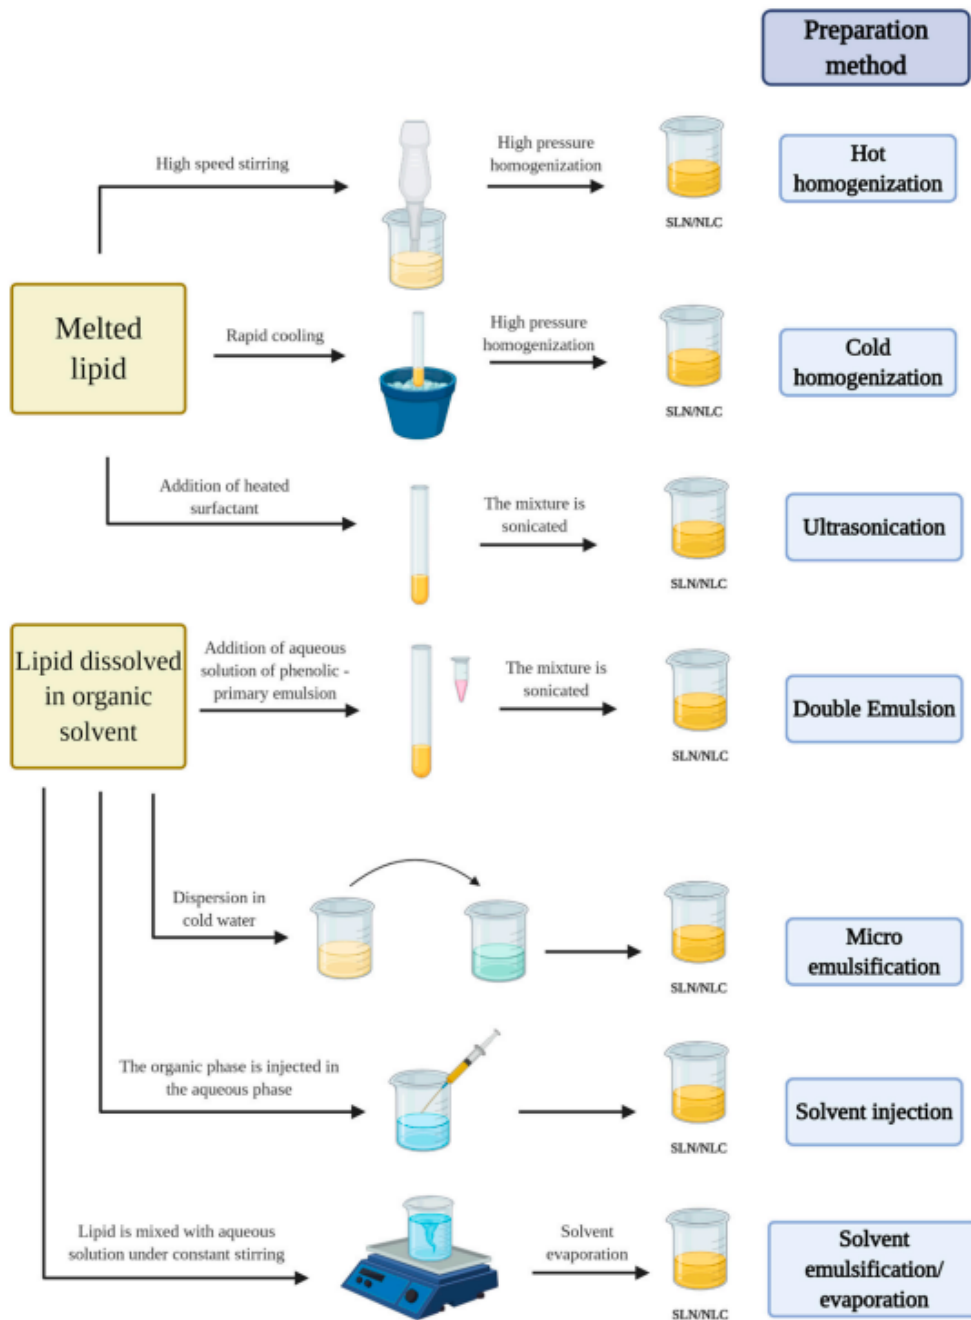 Preparation
method
High speed stirring
High pressure
homogenization
SLN/NLC
Hot
homogenization
Melted
lipid
Rapid cooling
High pressure
homogenization
SLN/NLC
Cold
homogenization
Addition of heated
surfactant
The mixture is
sonicated
SLN/NLC
Ultrasonication
Lipid dissolved
in organic
solvent
Addition of aqueous
solution of phenolic -
primary emulsion
The mixture is
sonicated
SLN/NLC
Double Emulsion
Dispersion in
cold water
SLN/NLC
Micro
emulsification
The organic phase is injected in
the aqueous phase
SLN/NLC
Solvent injection
Lipid is mixed with aqueous
solution under constant stirring
Solvent
evaporation
SLN/NLC
Solvent
emulsification/
evaporation